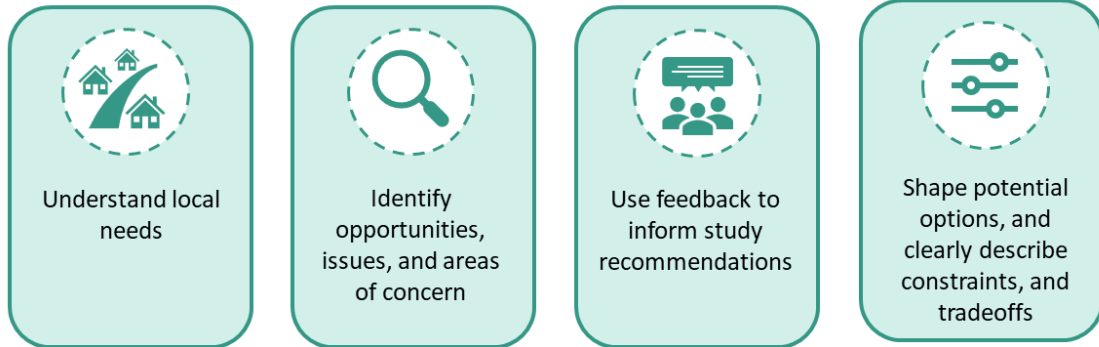 Understand local
needs
Identify
opportunities,
issues, and areas
of concern
Use feedback to
inform study
recommendations
Shape potential
options, and
clearly describe
constraints, and
tradeoffs